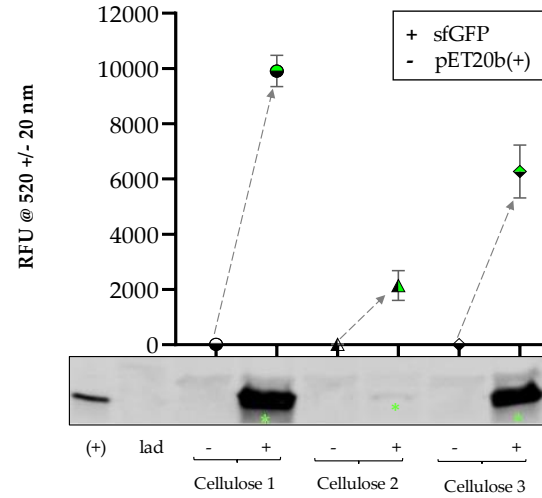 12000
10000
8000
6000
4000
2000
0
RFU @ 520 +/- 20 nm
+ sfGFP
- pET20b(+)
(+) lad - + - + - +
Cellulose 1 Cellulose 2 Cellulose 3